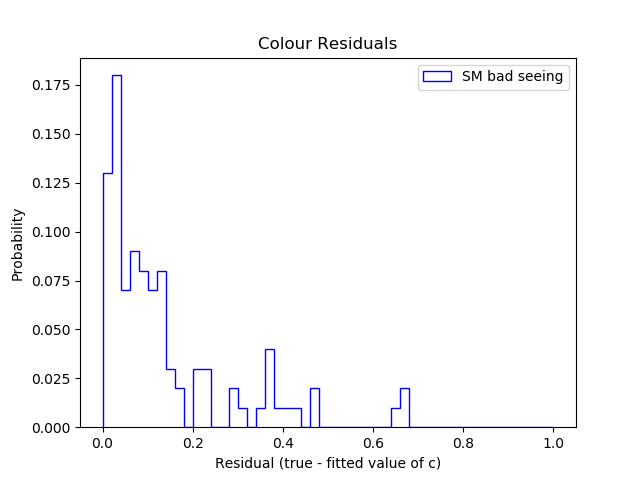 Colour Residuals
SM bad seeing
Probability
0.175
0.150
0.125
0.100
0.075
0.050
0.025
0.000
0.0 0.2 0.4 0.6 0.8 1.0
Residual (true - fitted value of c)